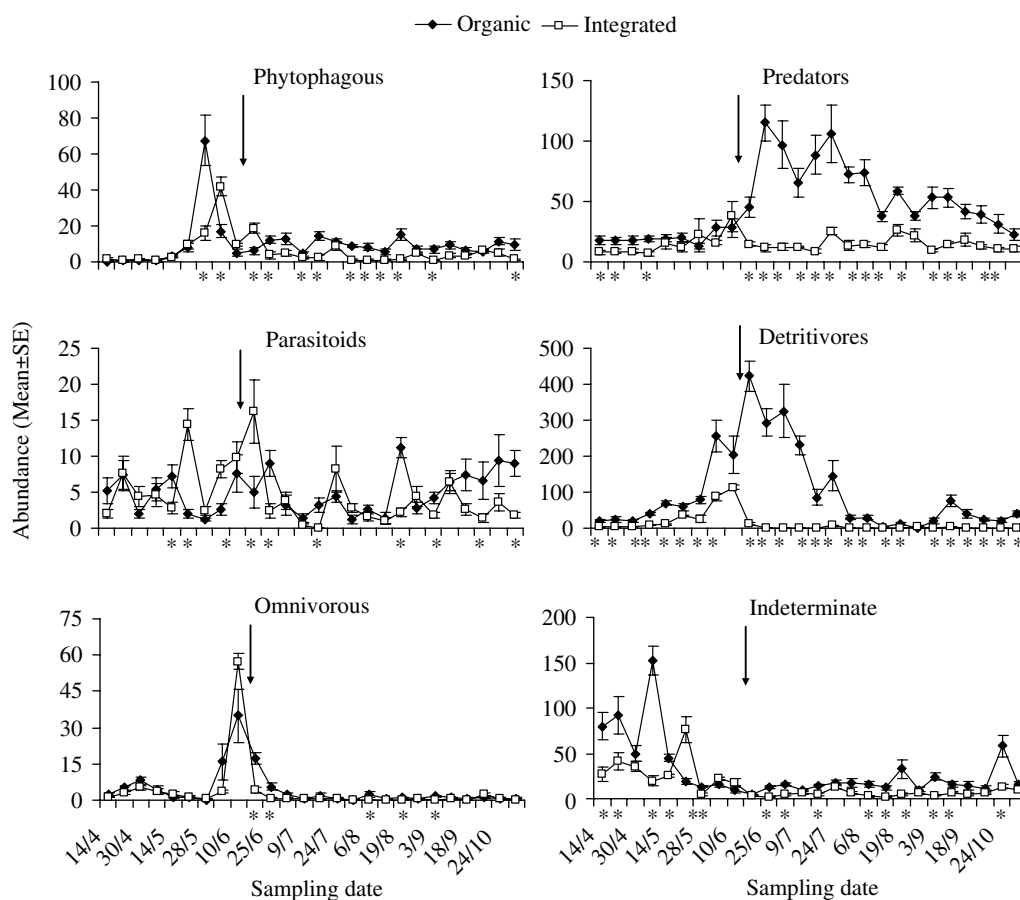 Organic Integrated
Phytophagous
Predators
100
80
60
40
20
0
150
100
50
0
* * * * * * * * * * * * *
* * * * * * * * * * * * * * * *
Abundance (Mean±SE)
Parasitoids
Detritivores
25
20
15
10
5
0
500
400
300
200
100
0
* * * * * * * * * *
* * * * * * * * * * * * * * * * * * * * * * *
Omnivorous
Indeterminate
75
60
45
30
15
0
200
150
100
50
0
* * * * *
* * * * * * * * * * * * * * *
14/4 30/4 14/5 28/5 10/6 25/6 9/7 24/7 6/8 19/8 3/9 18/9 24/10
14/4 30/4 14/5 28/5 10/6 25/6 9/7 24/7 6/8 19/8 3/9 18/9 24/10
Sampling date
Sampling date